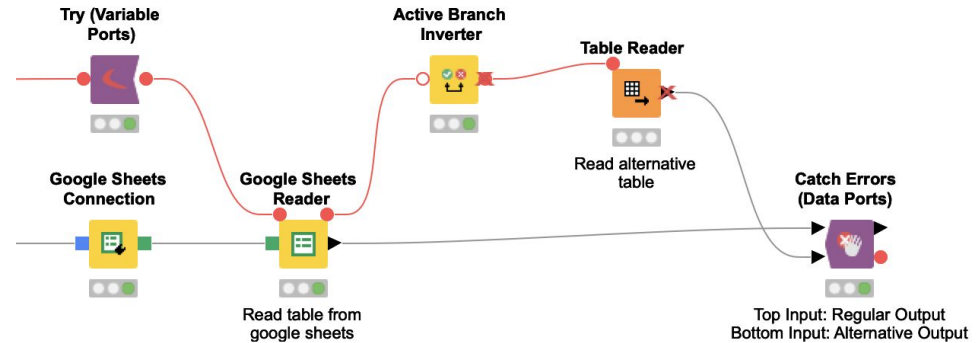 Try (Variable
Ports)
Active Branch
Inverter
Table Reader
Read alternative
table
Google Sheets
Connection
Google Sheets
Reader
Read table from
google sheets
Catch Errors
(Data Ports)
Top Input: Regular Output
Bottom Input: Alternative Output